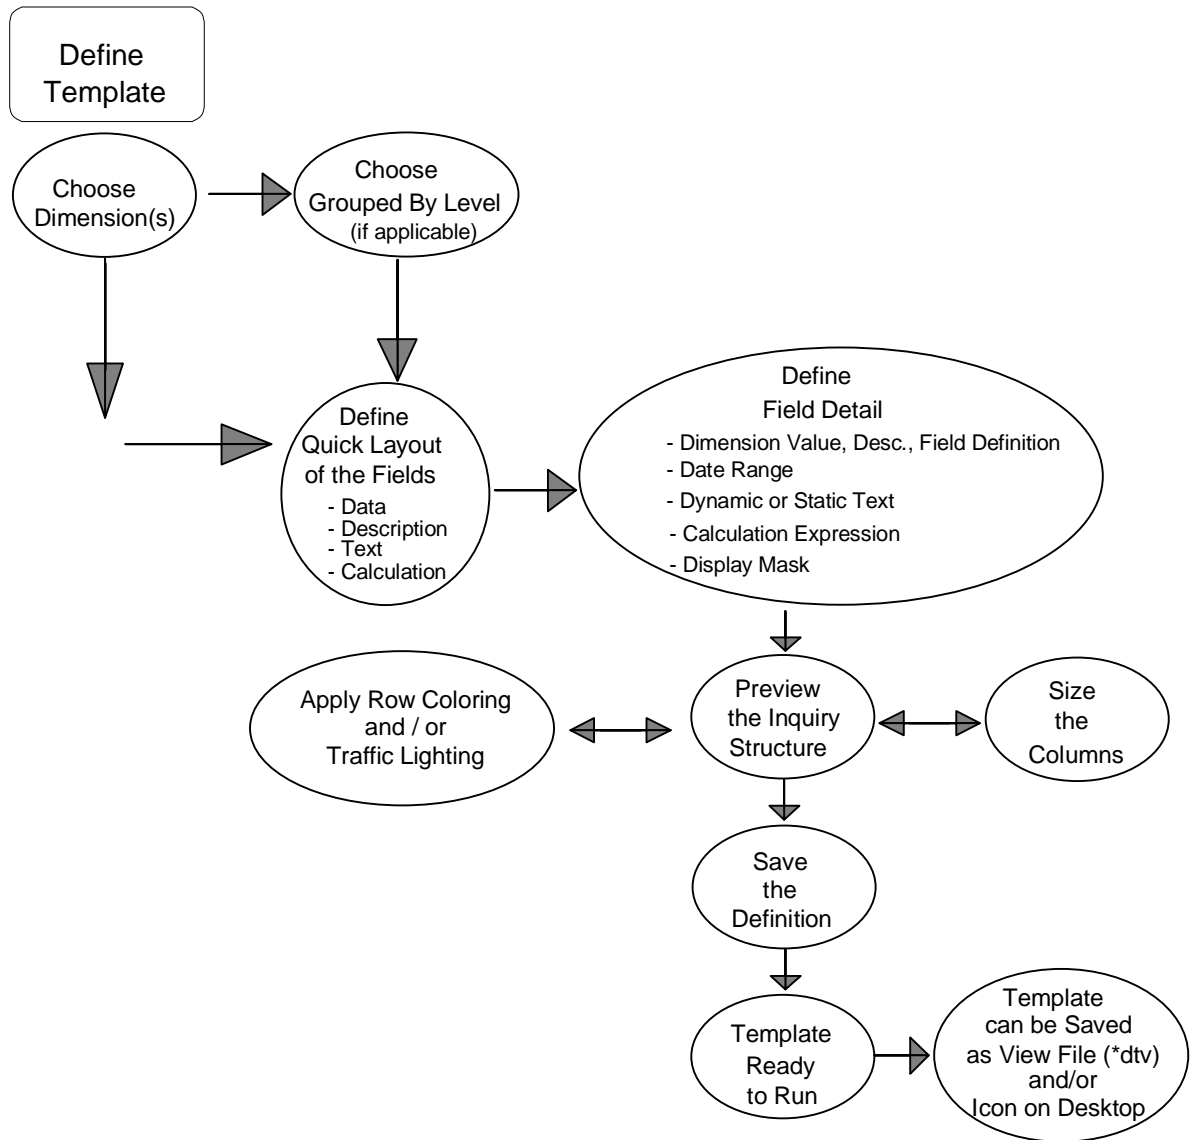 Define
Template
Choose
Dimension(s)
Choose
Grouped By Level
(if applicable)
Define
Quick Layout
of the Fields
- Data
- Description
- Text
- Calculation
Define
Field Detail
- Dimension Value, Desc., Field Definition
- Date Range
- Dynamic or Static Text
- Calculation Expression
- Display Mask
Apply Row Coloring
and / or
Traffic Lighting
Preview
the Inquiry
Structure
Size
the
Columns
Save
the
Definition
Template
Ready
to Run
Template
can be Saved
as View File (*dtv)
and/or
Icon on Desktop